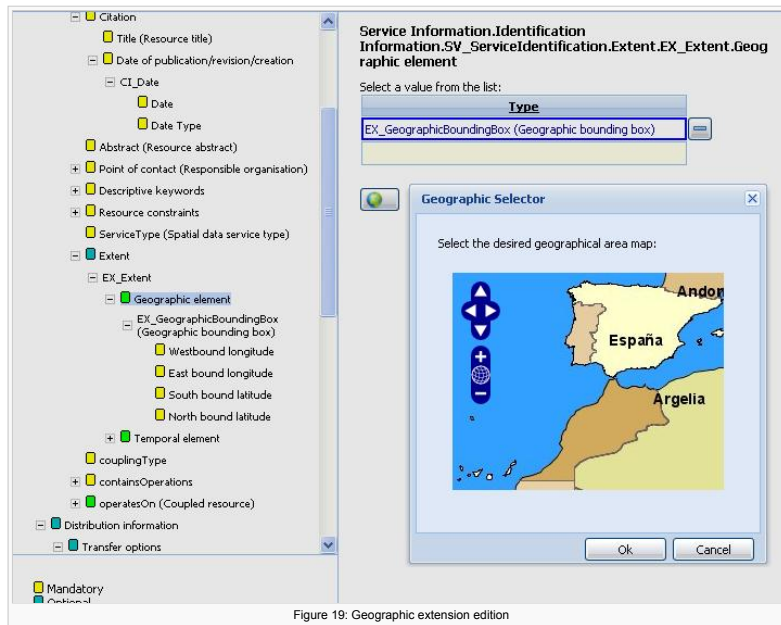 Citation
Title (Resource title)
Date of publication/revision/creation
CI_Date
Date
Date Type
Abstract (Resource abstract)
Point of contact (Responsible organisation)
Descriptive keywords
Resource constraints
ServiceType (Spatial data service type)
Extent
EX_Extent
Geographic element
EX_GeographicBoundingBox
(Geographic bounding box)
Westbound longitude
East bound longitude
South bound latitude
North bound latitude
Temporal element
couplingType
containsOperations
operatesOn (Coupled resource)
Distribution information
Transfer options
Mandatory
Optional
Service Information.Identification
Information.SV_ServiceIdentification.Extent.EX_Extent.Geog
raphic element
Select a value from the list:
Type
EX_GeographicBoundingBox (Geographic bounding box)
Geographic Selector
Select the desired geographical area map:
Andor
España
Argelia
Ok
Cancel
Figure 19: Geographic extension edition